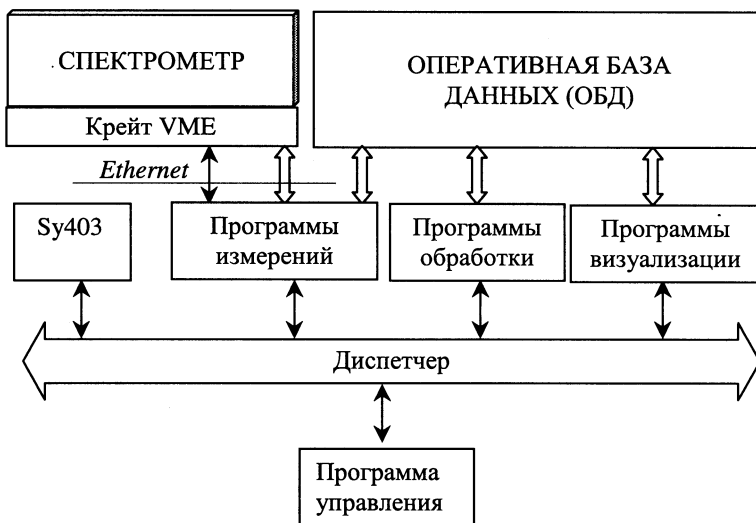 СПЕКТРОМЕТР
Крейт VME
ОПЕРАТИВНАЯ БАЗА
ДАННЫХ (ОБД)
Ethernet
Sy403
Программы
измерений
Программы
обработки
Программы
визуализации
Диспетчер
Программа
управления